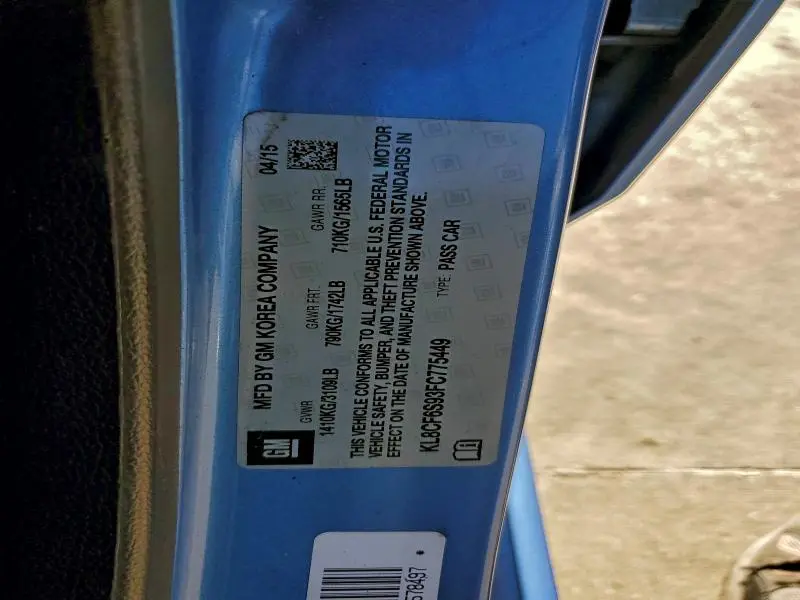 GM
MFD BY GM KOREA COMPANY 04/15
GVWR GAWR FRT. GAWR RR.
1410KG/3109LB 790KG/1742LB 710KG/1565LB
THIS VEHICLE CONFORMS TO ALL APPLICABLE U.S. FEDERAL MOTOR
VEHICLE SAFETY, BUMPER, AND THEFT PREVENTION STANDARDS IN
EFFECT ON THE DATE OF MANUFACTURE SHOWN ABOVE.
KL8CF6S93FC775449 TYPE: PASS CAR
578497 *